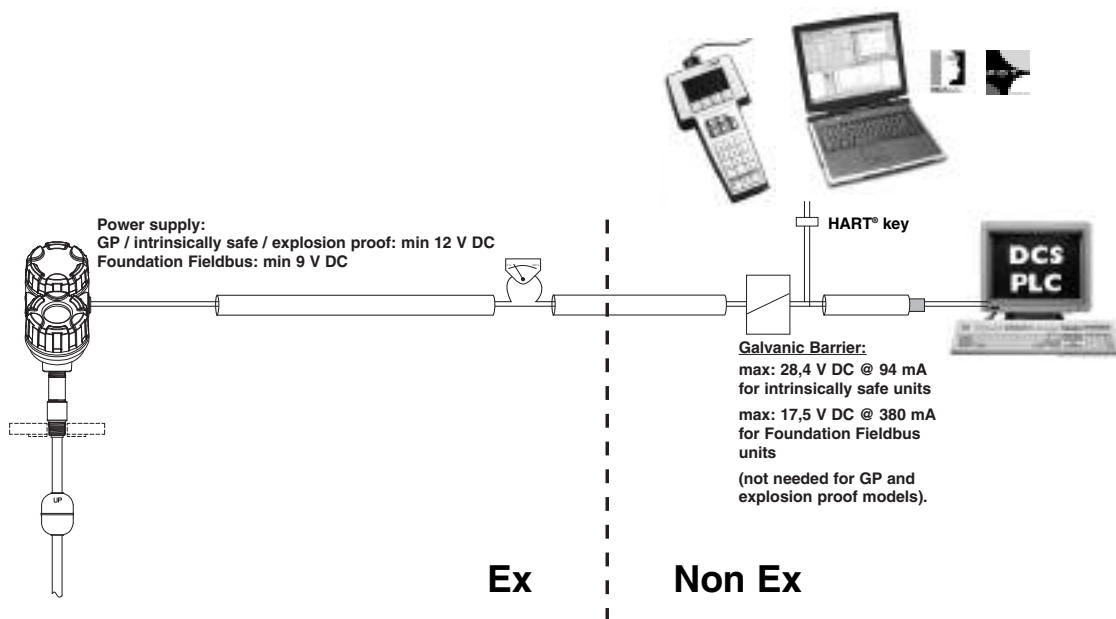 Power supply:
GP / intrinsically safe / explosion proof: min 12 V DC
Foundation Fieldbus: min 9 V DC
HART® key
DCS
PLC
Galvanic Barrier:
max: 28,4 V DC @ 94 mA
for intrinsically safe units
max: 17,5 V DC @ 380 mA
for Foundation Fieldbus
units
(not needed for GP and
explosion proof models).
UP
Ex
Non Ex